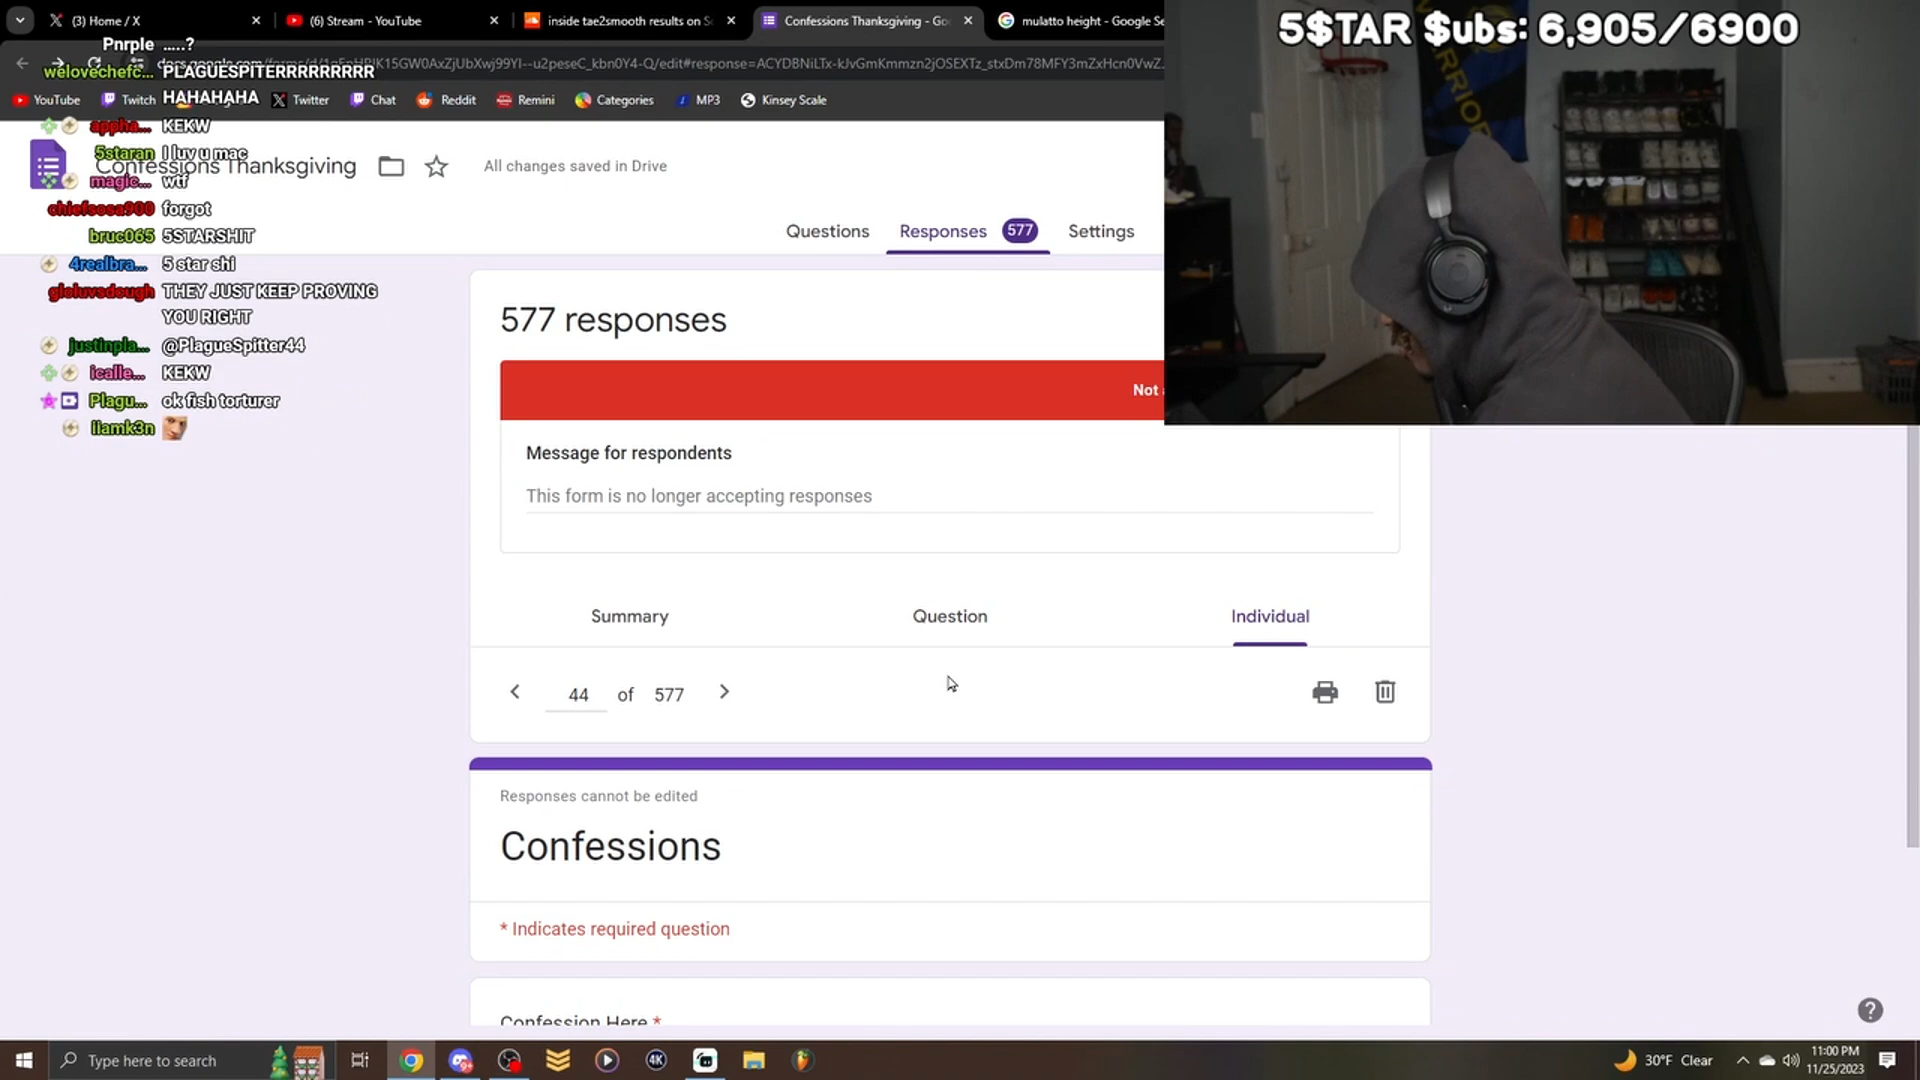 (3) Home / X
(6) Stream - YouTube
inside tae2smooth results on S
Confessions Thanksgiving - Go
mulatto height - Google Se
5$TAR $ubs: 6,905/6900
YouTube
Twitch
Twitter
Chat
Reddit
Remini
Categories
MP3
Kinsey Scale
Pnrple .....?
welovechefc... PLAGUESPITERRRRRRRRR
HAHAHAHA
appha... KEKW
5staran I luv u mac
magic... wtf
chiefsosa900 forgot
bruc065 5STARSHIT
4realbra... 5 star shi
gloluvsdough THEY JUST KEEP PROVING
YOU RIGHT
justinpla... @PlagueSpitter44
icalle... KEKW
Plagu... ok fish torturer
liamk3n
Confessions Thanksgiving
All changes saved in Drive
Questions
Responses 577
Settings
577 responses
Not
Message for respondents
This form is no longer accepting responses
Summary
Question
Individual
44 of 577
Responses cannot be edited
Confessions
* Indicates required question
Confession Here *
Type here to search
4K
30°F Clear
11:00 PM
11/25/2023